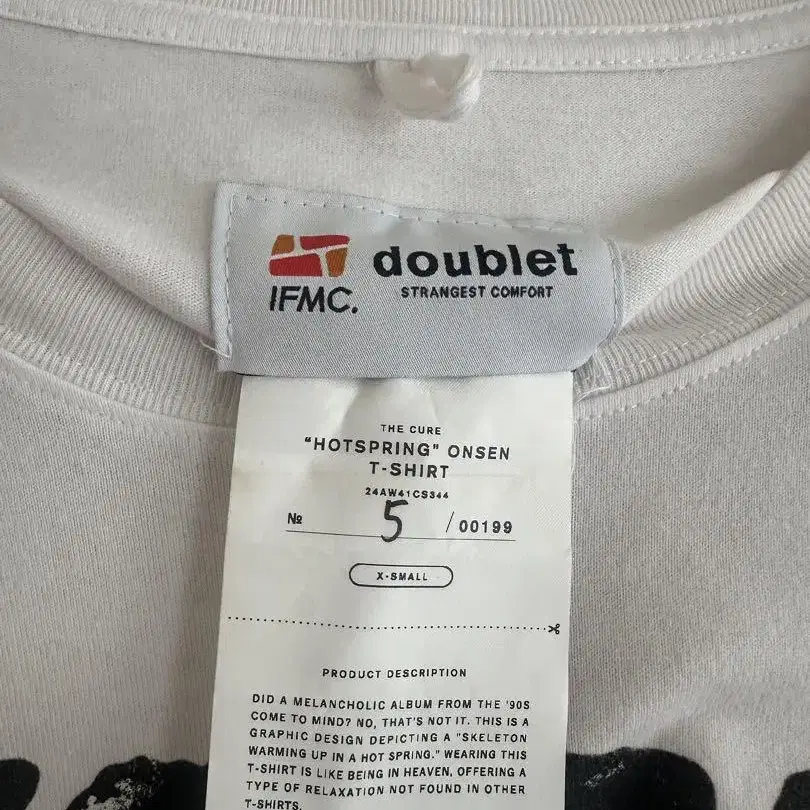 IFMC.
doublet
STRANGEST COMFORT
THE CURE
"HOTSPRING" ONSEN
T-SHIRT
24AW41CS344
№ 5 /00199
X-SMALL
PRODUCT DESCRIPTION
DID A MELANCHOLIC ALBUM FROM THE '90S
COME TO MIND? NO, THAT'S NOT IT. THIS IS A
GRAPHIC DESIGN DEPICTING A "SKELETON
WARMING UP IN A HOT SPRING." WEARING THIS
T-SHIRT IS LIKE BEING IN HEAVEN, OFFERING A
TYPE OF RELAXATION NOT FOUND IN OTHER
T-SHIRTS.